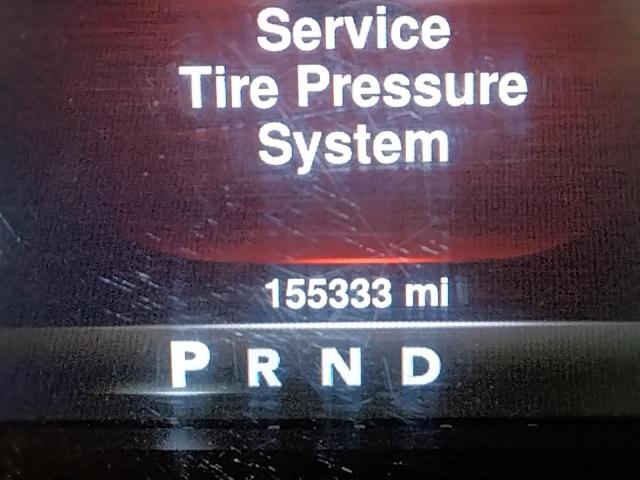 Service
Tire Pressure
System
155333 mi
P R N D